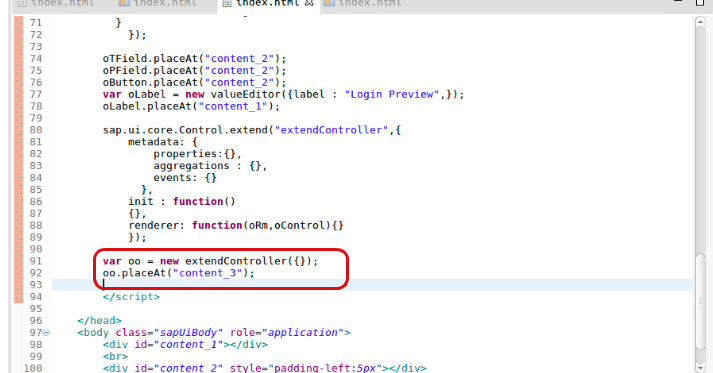 index.html index.html index.html index.html
71 }
72 });
73
74 oTField.placeAt("content_2");
75 oPField.placeAt("content_2");
76 oButton.placeAt("content_2");
77 var oLabel = new valueEditor({label : "Login Preview",});
78 oLabel.placeAt("content_1");
79
80 sap.ui.core.Control.extend("extendController",{
81 metadata: {
82 properties:{},
83 aggregations : {},
84 events: {}
85 },
86 init : function()
87 {},
88 renderer: function(oRm,oControl){}
89 });
90
91 var oo = new extendController({});
92 oo.placeAt("content_3");
93
94 </script>
95
96 </head>
97 <body class="sapUiBody" role="application">
98 <div id="content_1"></div>
99 <br>
100 <div id="content_2" style="padding-left:5px"></div>